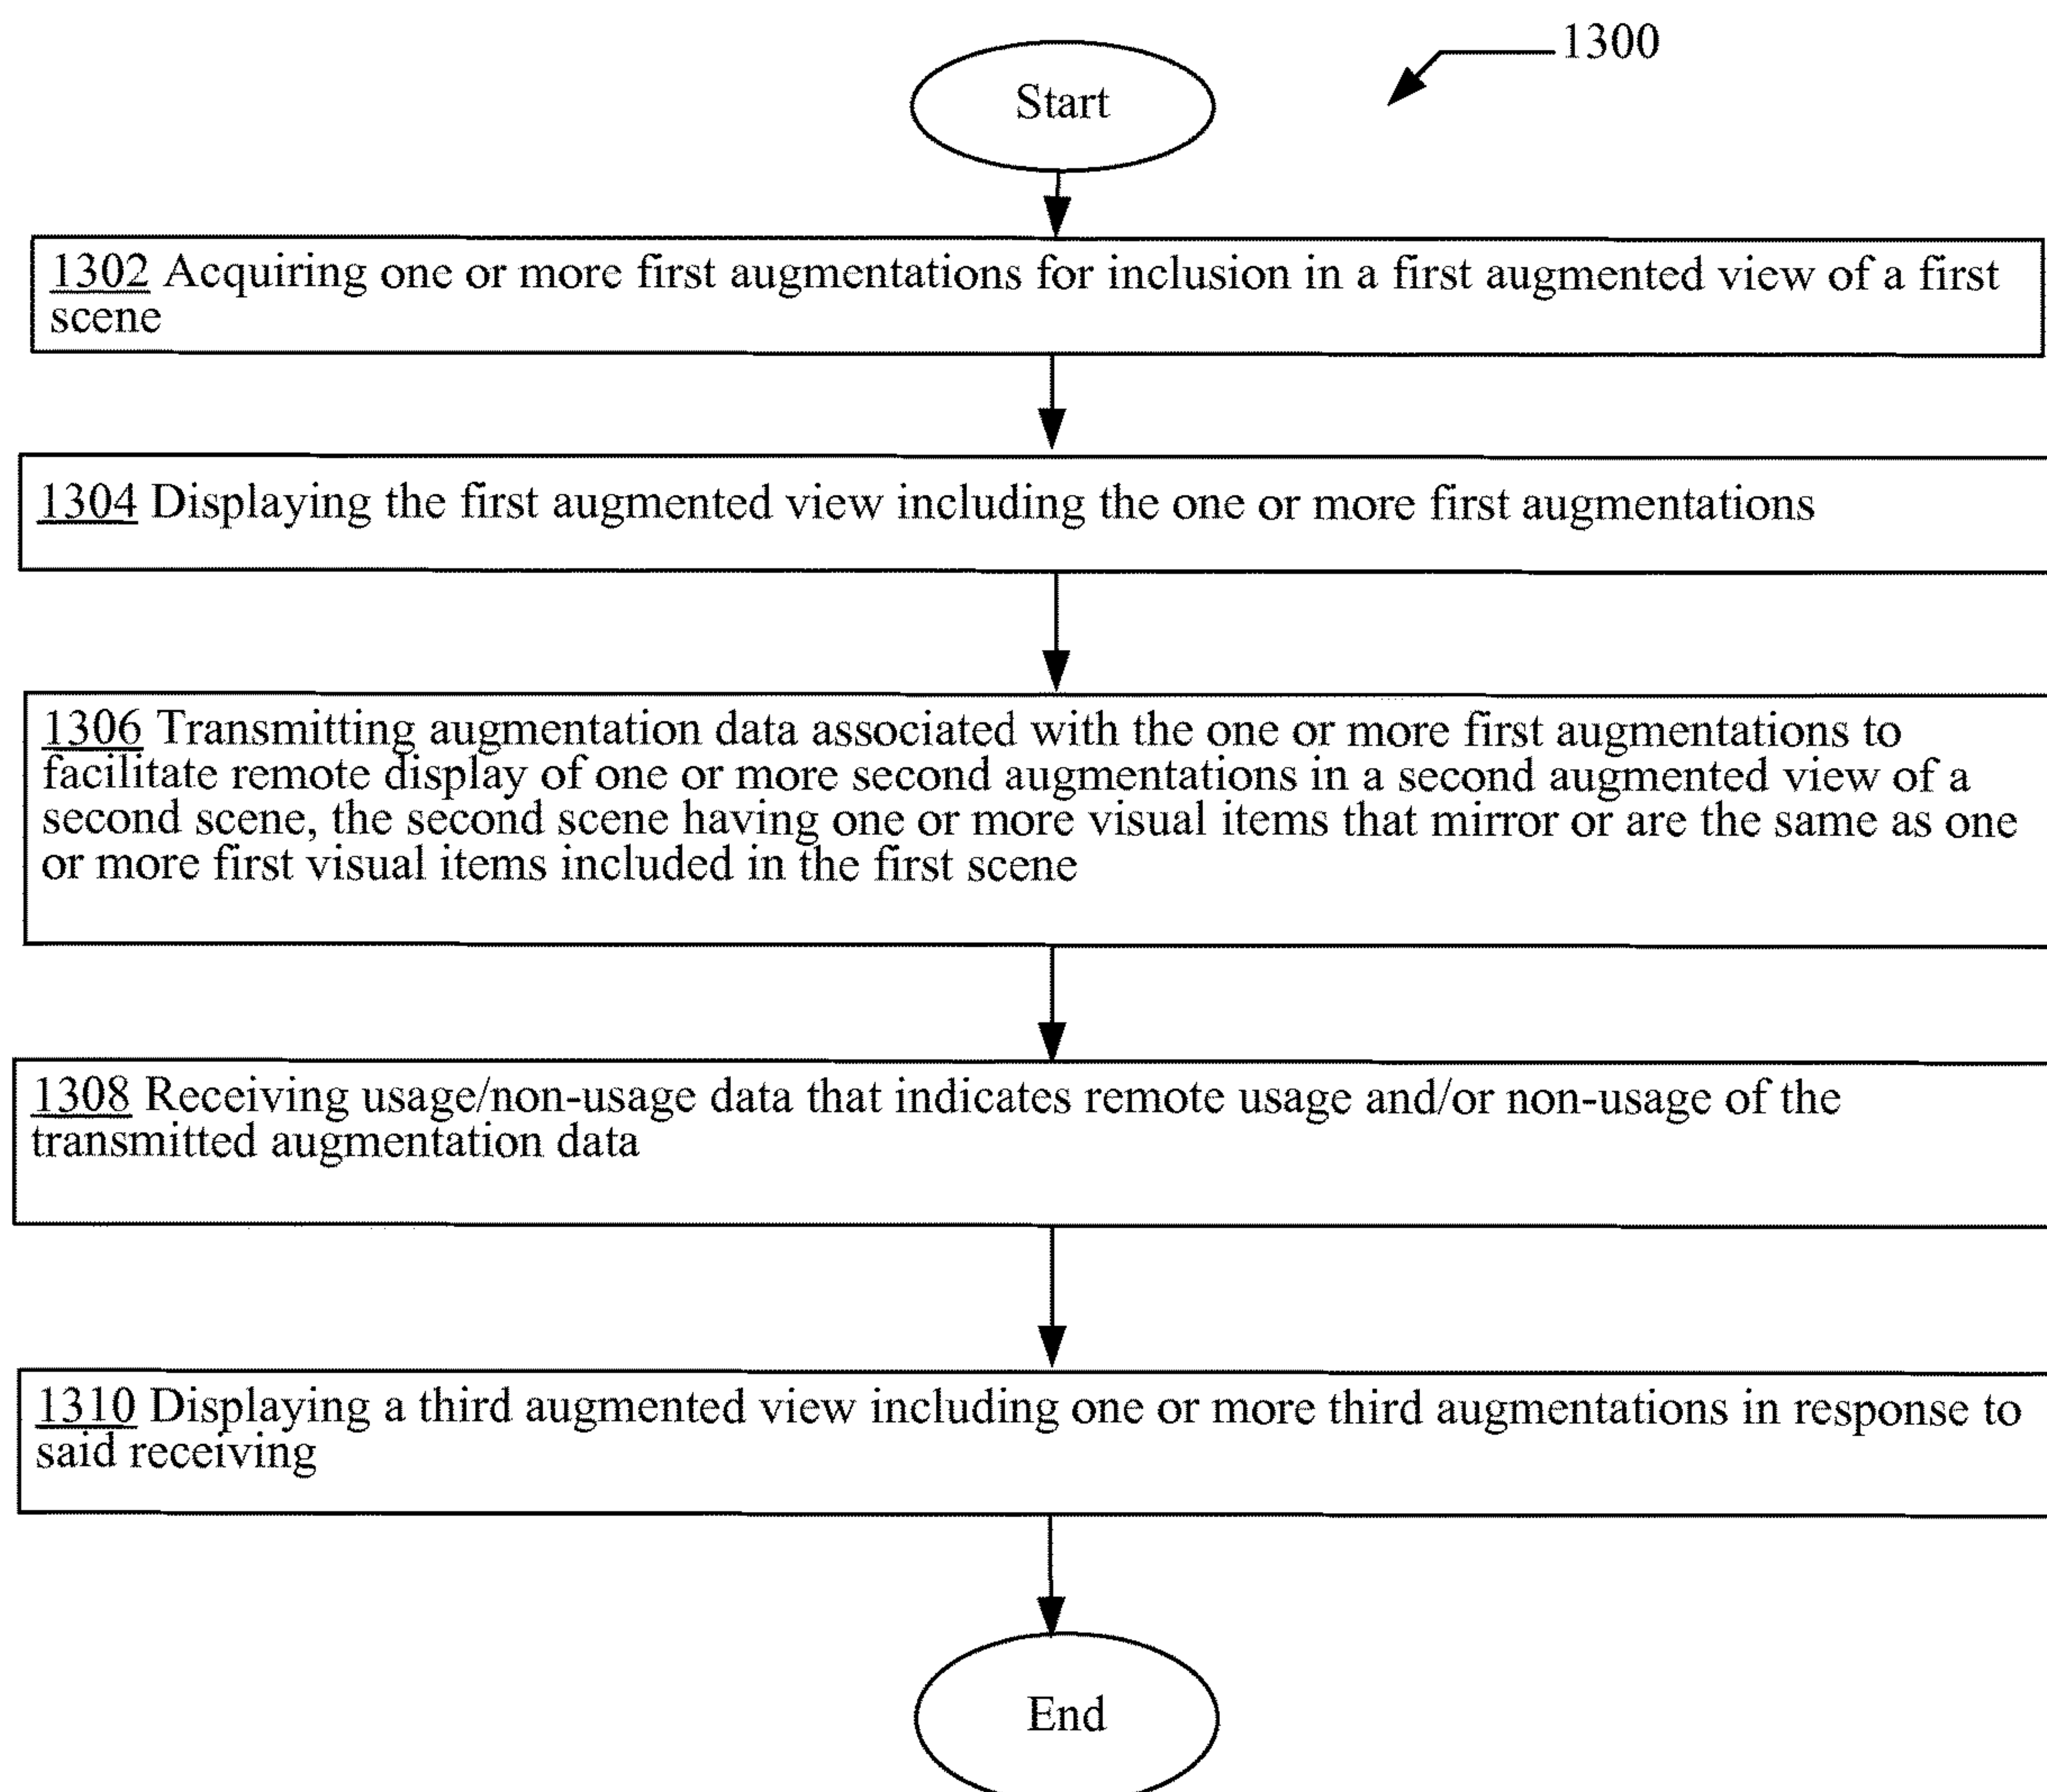 1300
Start
1302 Acquiring one or more first augmentations for inclusion in a first augmented view of a first
scene
1304 Displaying the first augmented view including the one or more first augmentations
1306 Transmitting augmentation data associated with the one or more first augmentations to
facilitate remote display of one or more second augmentations in a second augmented view of a
second scene, the second scene having one or more visual items that mirror or are the same as one
or more first visual items included in the first scene
1308 Receiving usage/non-usage data that indicates remote usage and/or non-usage of the
transmitted augmentation data
1310 Displaying a third augmented view including one or more third augmentations in response to
said receiving
End